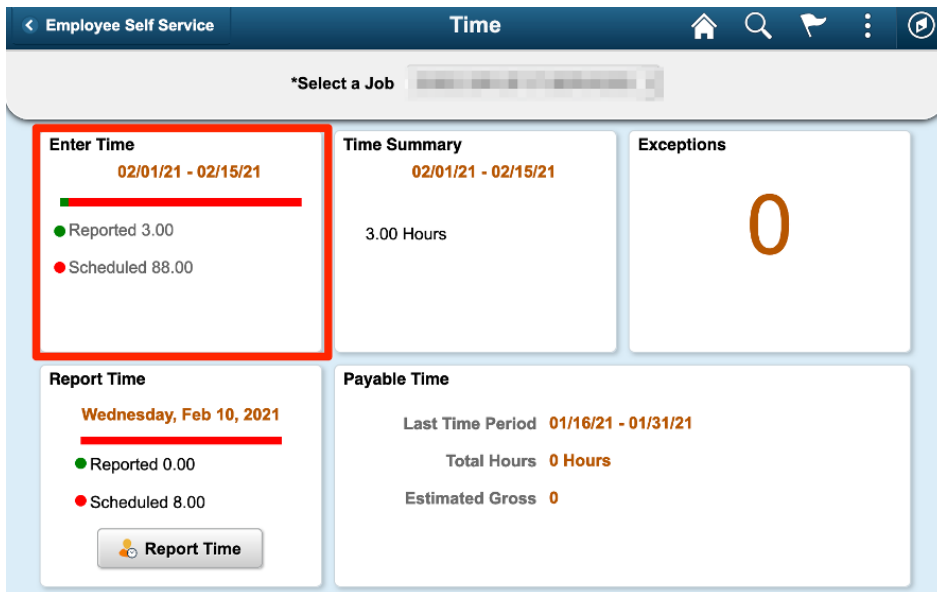 Employee Self Service
Time
*Select a Job
Enter Time
02/01/21 - 02/15/21
Reported 3.00
Scheduled 88.00
Time Summary
02/01/21 - 02/15/21
3.00 Hours
Exceptions
0
Report Time
Wednesday, Feb 10, 2021
Reported 0.00
Scheduled 8.00
Report Time
Payable Time
Last Time Period 01/16/21 - 01/31/21
Total Hours 0 Hours
Estimated Gross 0